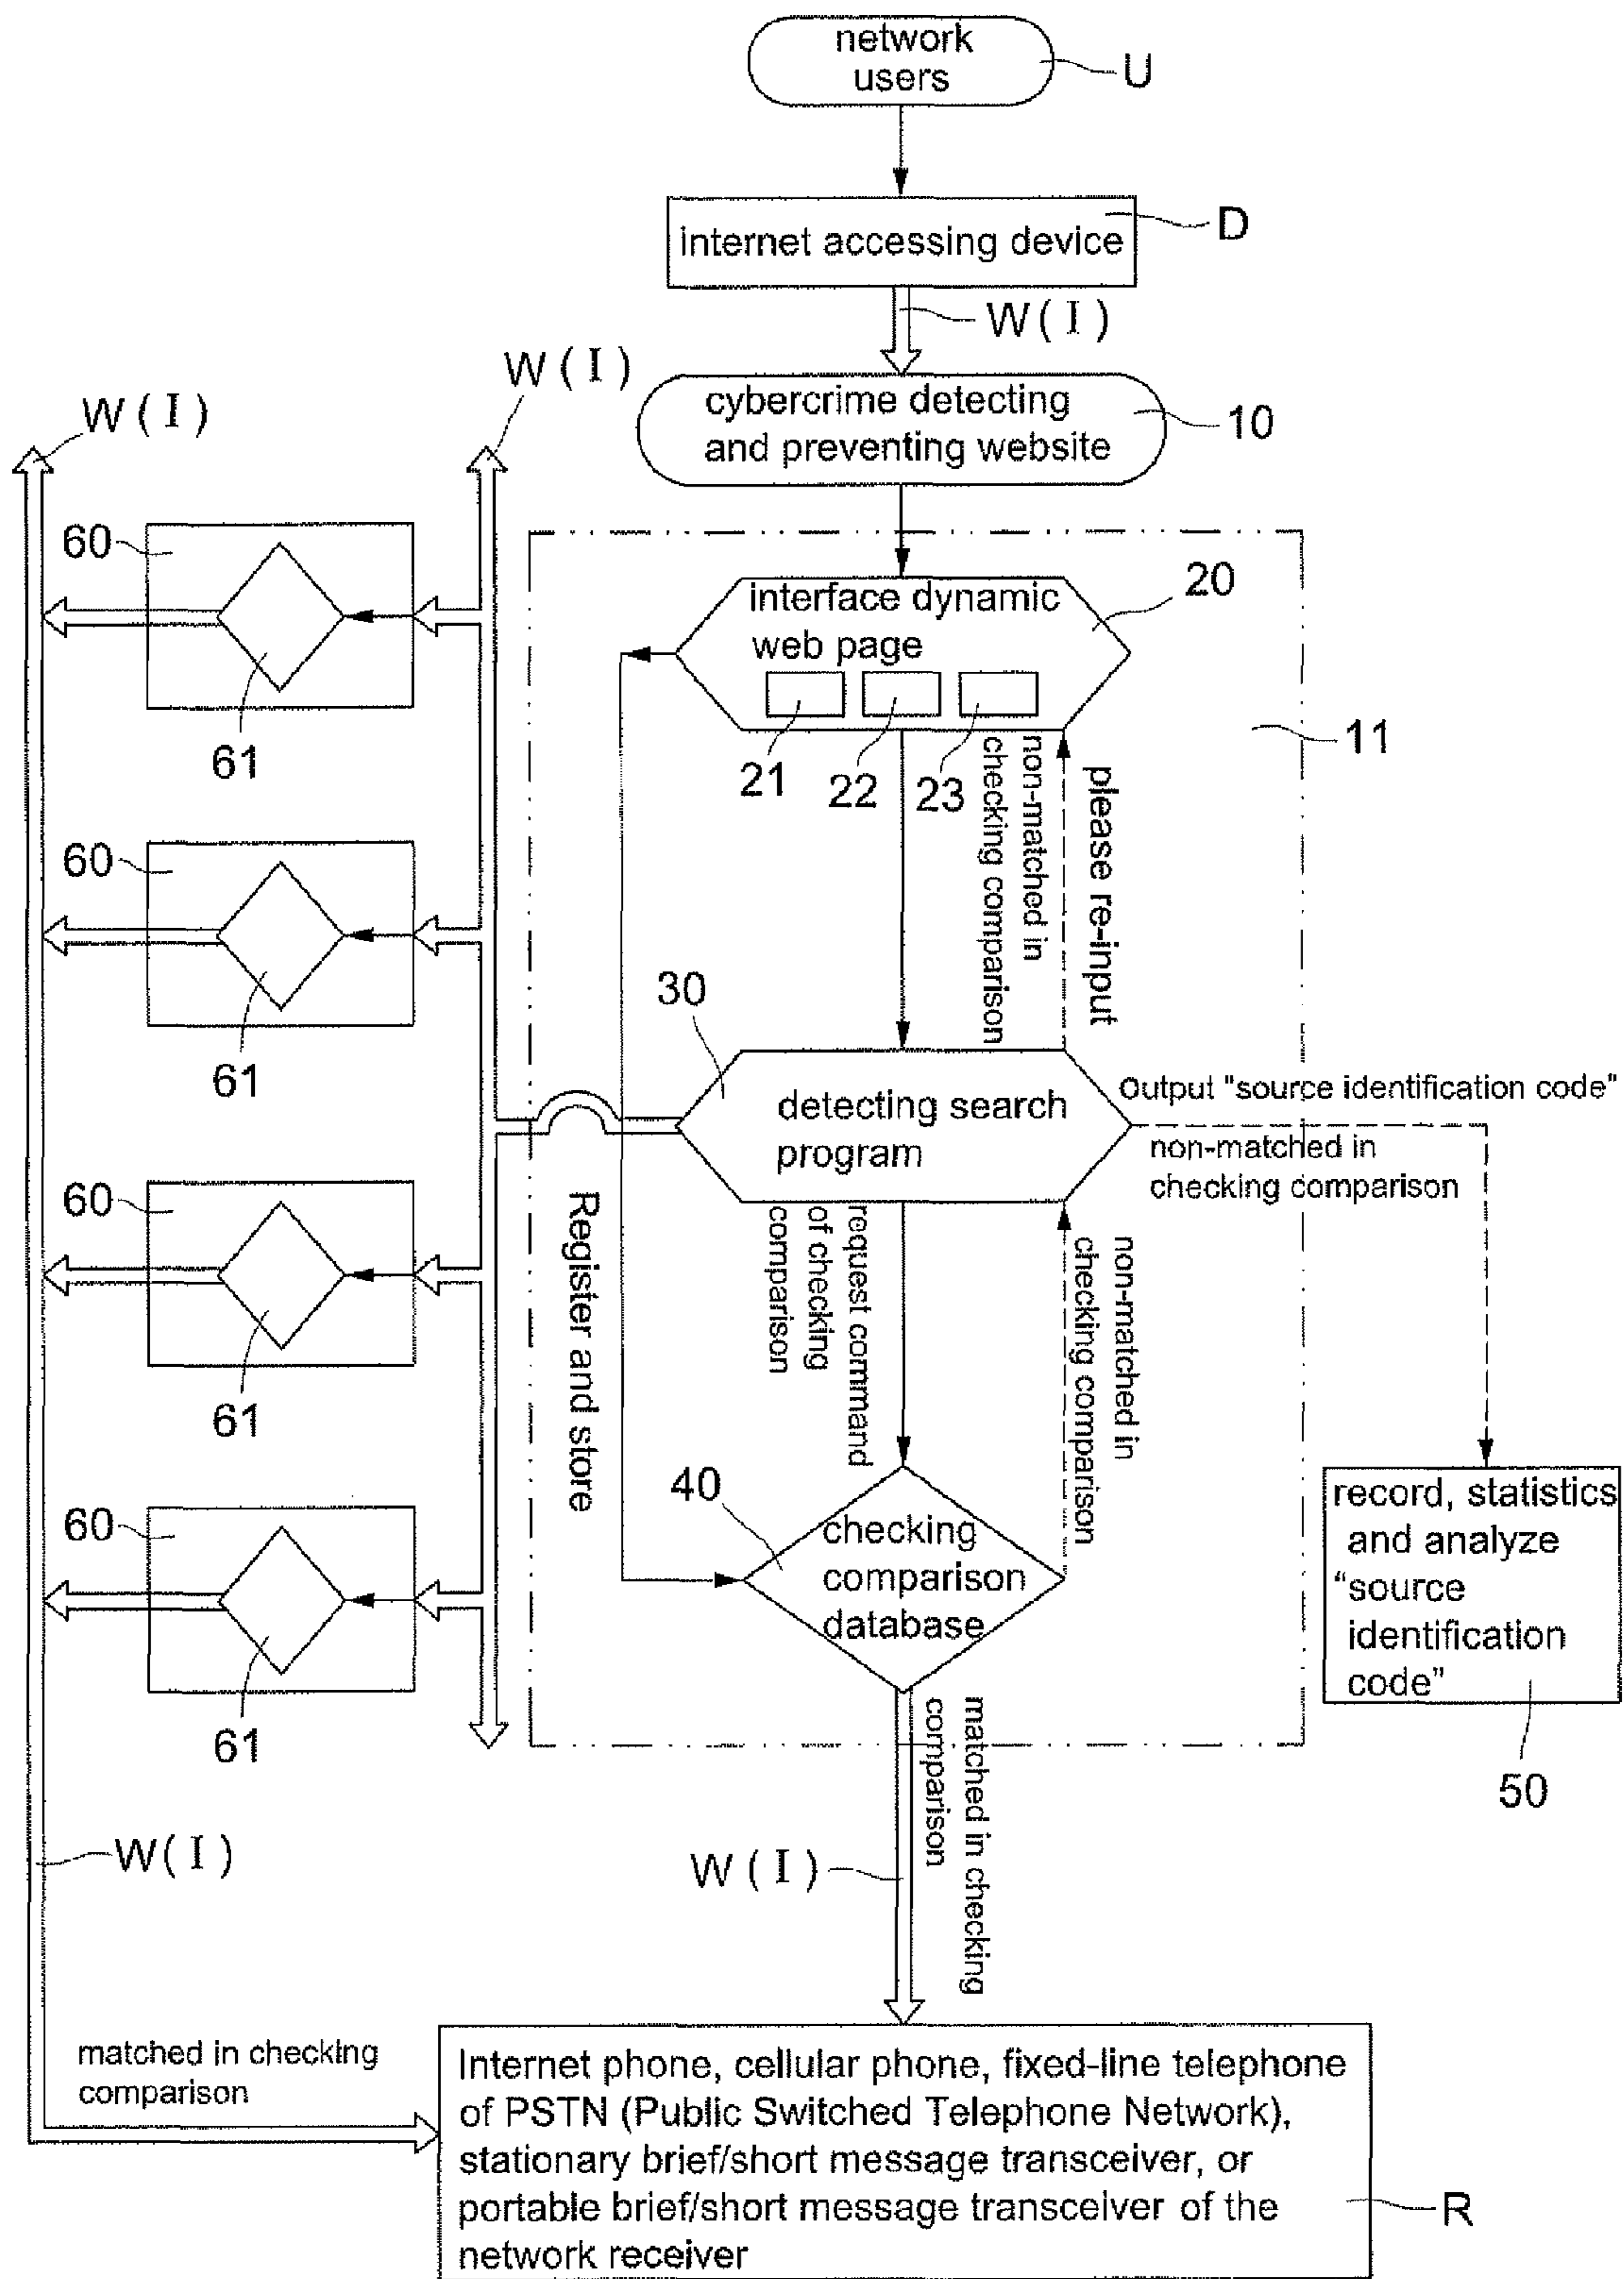 network
users
U
internet accessing device
D
W(I)
W(I)
W(I)
cybercrime detecting
and preventing website
10
60
61
60
61
60
61
60
61
interface dynamic
web page
20
21
22
23
11
non-matched in
checking comparison
please re-input
30
detecting search
program
output "source identification code"
non-matched in
checking comparison
Register and store
request command
of checking
comparison
non-matched in
checking comparison
40
checking
comparison
database
record, statistics
and analyze
“source
identification
code”
50
matched in checking
comparison
W(I)
W(I)
matched in checking
comparison
Internet phone, cellular phone, fixed-line telephone
of PSTN (Public Switched Telephone Network),
stationary brief/short message transceiver, or
portable brief/short message transceiver of the
network receiver
R